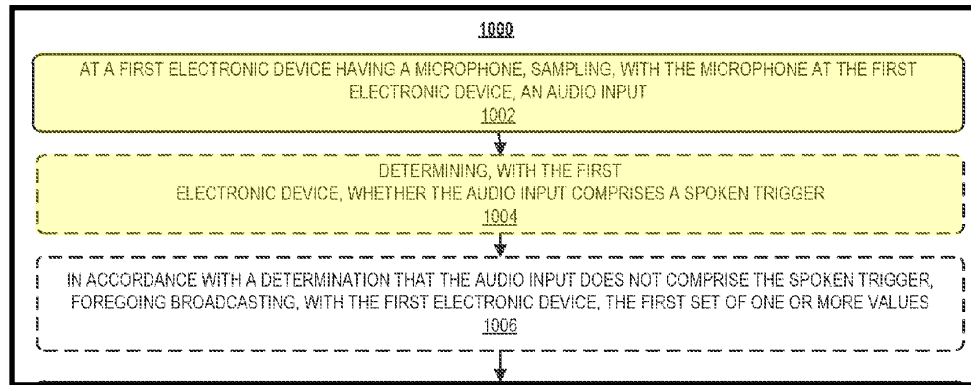 1000
AT A FIRST ELECTRONIC DEVICE HAVING A MICROPHONE, SAMPLING, WITH THE MICROPHONE AT THE FIRST
ELECTRONIC DEVICE, AN AUDIO INPUT
1002
DETERMINING, WITH THE FIRST
ELECTRONIC DEVICE, WHETHER THE AUDIO INPUT COMPRISES A SPOKEN TRIGGER
1004
IN ACCORDANCE WITH A DETERMINATION THAT THE AUDIO INPUT DOES NOT COMPRISE THE SPOKEN TRIGGER,
FOREGOING BROADCASTING, WITH THE FIRST ELECTRONIC DEVICE, THE FIRST SET OF ONE OR MORE VALUES
1006